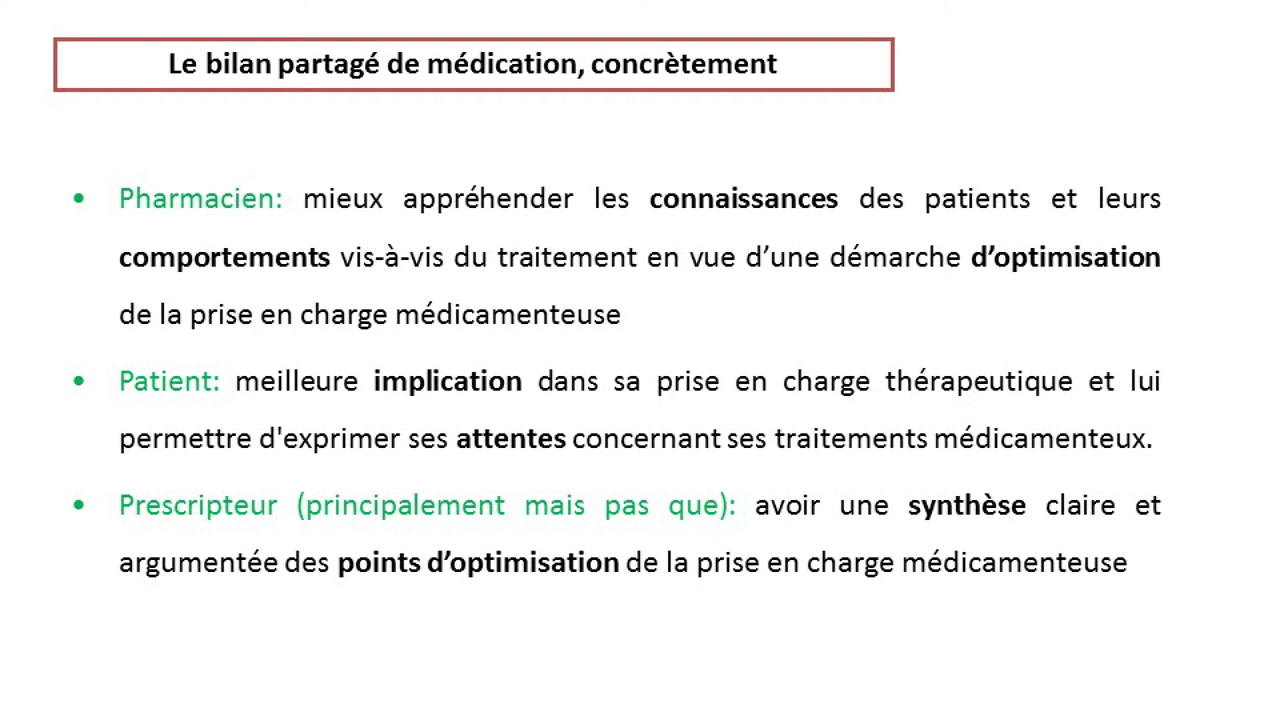 Le bilan partagé de médication, concrètement
• Pharmacien: mieux appréhender les connaissances des patients et leurs
comportements vis-à-vis du traitement en vue d’une démarche d’optimisation
de la prise en charge médicamenteuse
• Patient: meilleure implication dans sa prise en charge thérapeutique et lui
permettre d'exprimer ses attentes concernant ses traitements médicamenteux.
• Prescripteur (principalement mais pas que): avoir une synthèse claire et
argumentée des points d’optimisation de la prise en charge médicamenteuse